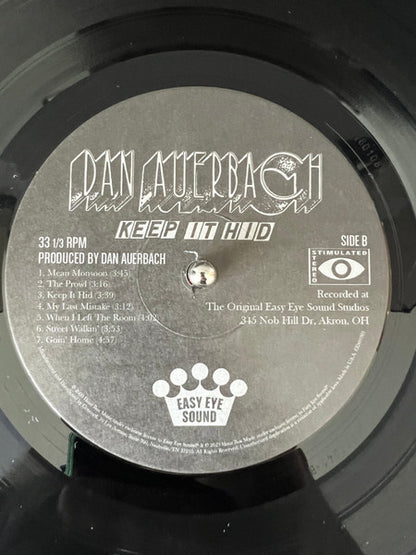 DAN AUERBACH
KEEP IT HID
33 1/3 RPM
PRODUCED BY DAN AUERBACH
1. Mean Monsoon (3:45)
2. The Prowl (3:16)
3. Keep It Hid (3:39)
4. My Last Mistake (3:12)
5. When I Left The Room (4:02)
6. Street Walkin' (3:53)
7. Goin' Home (4:57)
SIDE B
STIMULATED
STEREO
Recorded at
The Original Easy Eye Sound Studios
345 Nob Hill Dr, Akron, OH
EASY EYE
SOUND